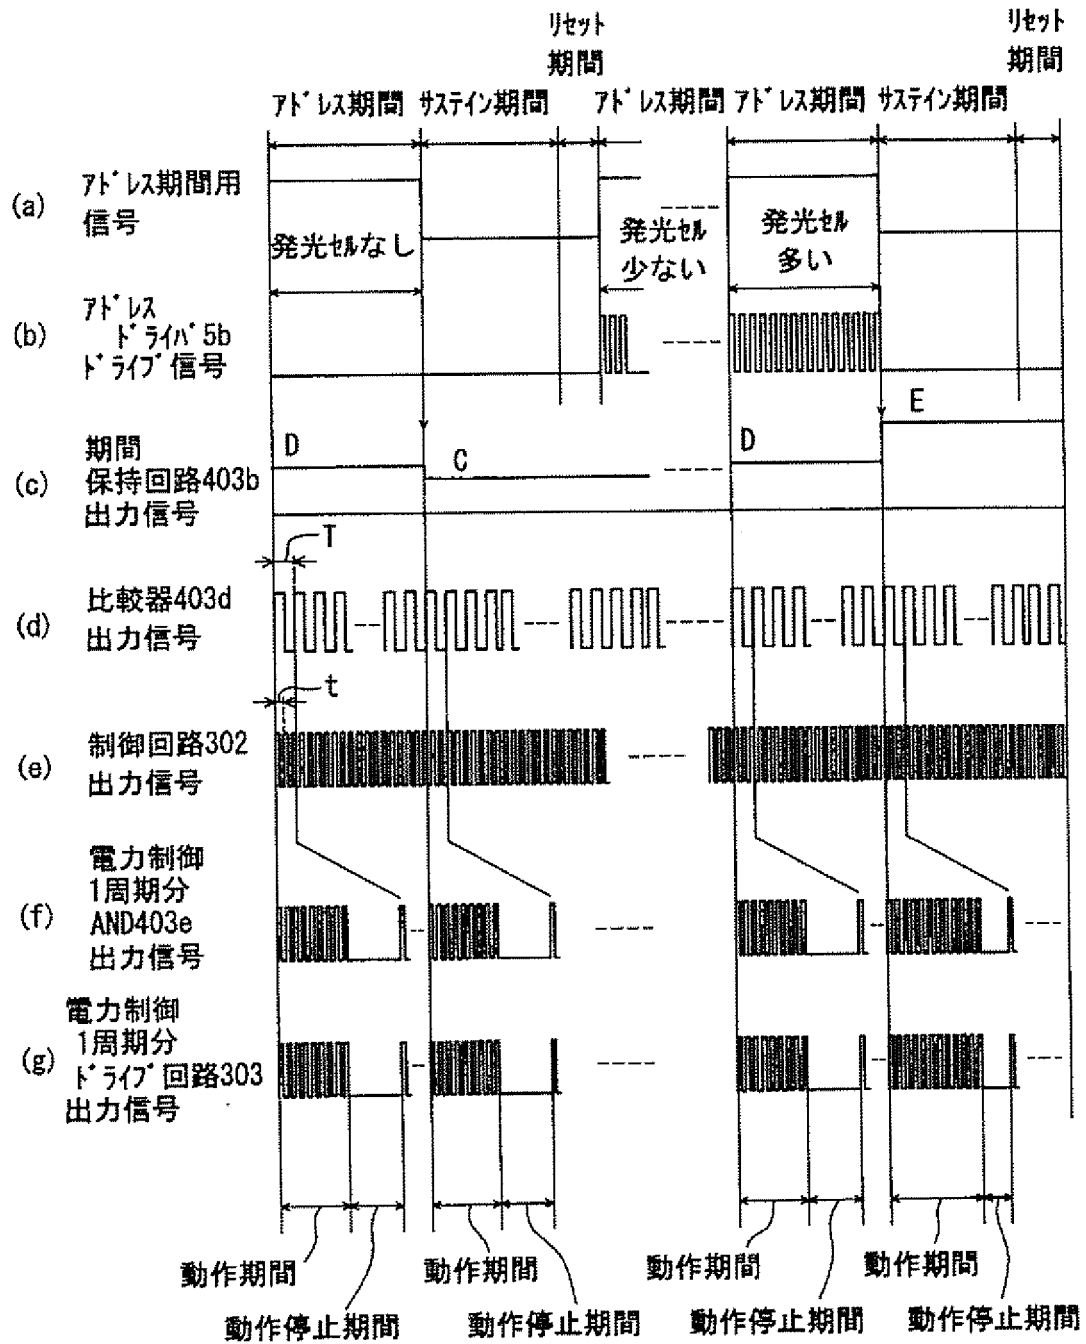 リセット
期間
リセット
期間
アドレス期間 サステイン期間 アドレス期間 アドレス期間 サステイン期間
(a) アドレス期間用
信号
発光セルなし
発光セル
少ない
発光セル
多い
(b) アドレス
ドライバ5b
ドライブ信号
(c) 期間
保持回路403b
出力信号
D
C
D
E
T
(d) 比較器403d
出力信号
t
(e) 制御回路302
出力信号
(f) 電力制御
1周期分
AND403e
出力信号
(g) 電力制御
1周期分
ドライブ回路303
出力信号
動作期間 動作期間 動作期間 動作期間
動作停止期間 動作停止期間 動作停止期間 動作停止期間